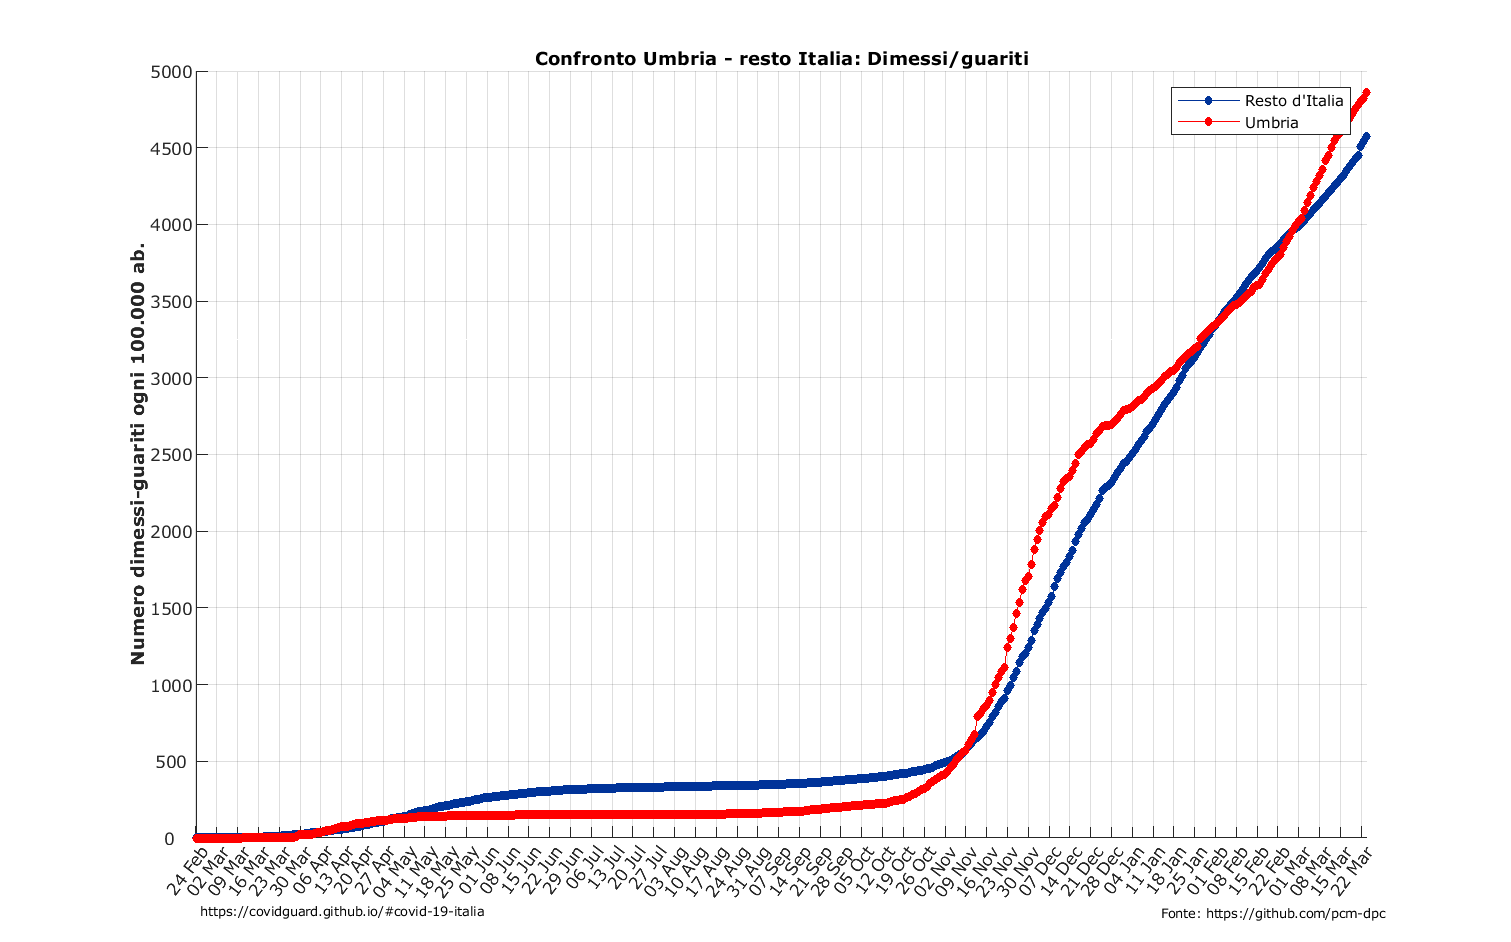 Confronto Umbria - resto Italia: Dimessi/guariti
Numero dimessi-guariti ogni 100.000 ab.
5000
4500
4000
3500
3000
2500
2000
1500
1000
500
0
Resto d'Italia
Umbria
24 Feb
02 Mar
09 Mar
16 Mar
23 Mar
30 Mar
06 Apr
13 Apr
20 Apr
27 Apr
04 May
11 May
18 May
25 May
01 Jun
08 Jun
15 Jun
22 Jun
29 Jun
06 Jul
13 Jul
20 Jul
27 Jul
03 Aug
10 Aug
17 Aug
24 Aug
31 Aug
07 Sep
14 Sep
21 Sep
28 Sep
05 Oct
12 Oct
19 Oct
26 Oct
02 Nov
09 Nov
16 Nov
23 Nov
30 Nov
07 Dec
14 Dec
21 Dec
28 Dec
04 Jan
11 Jan
18 Jan
25 Jan
01 Feb
08 Feb
15 Feb
22 Feb
01 Mar
08 Mar
15 Mar
22 Mar
https://covidguard.github.io/#covid-19-italia
Fonte: https://github.com/pcm-dpc